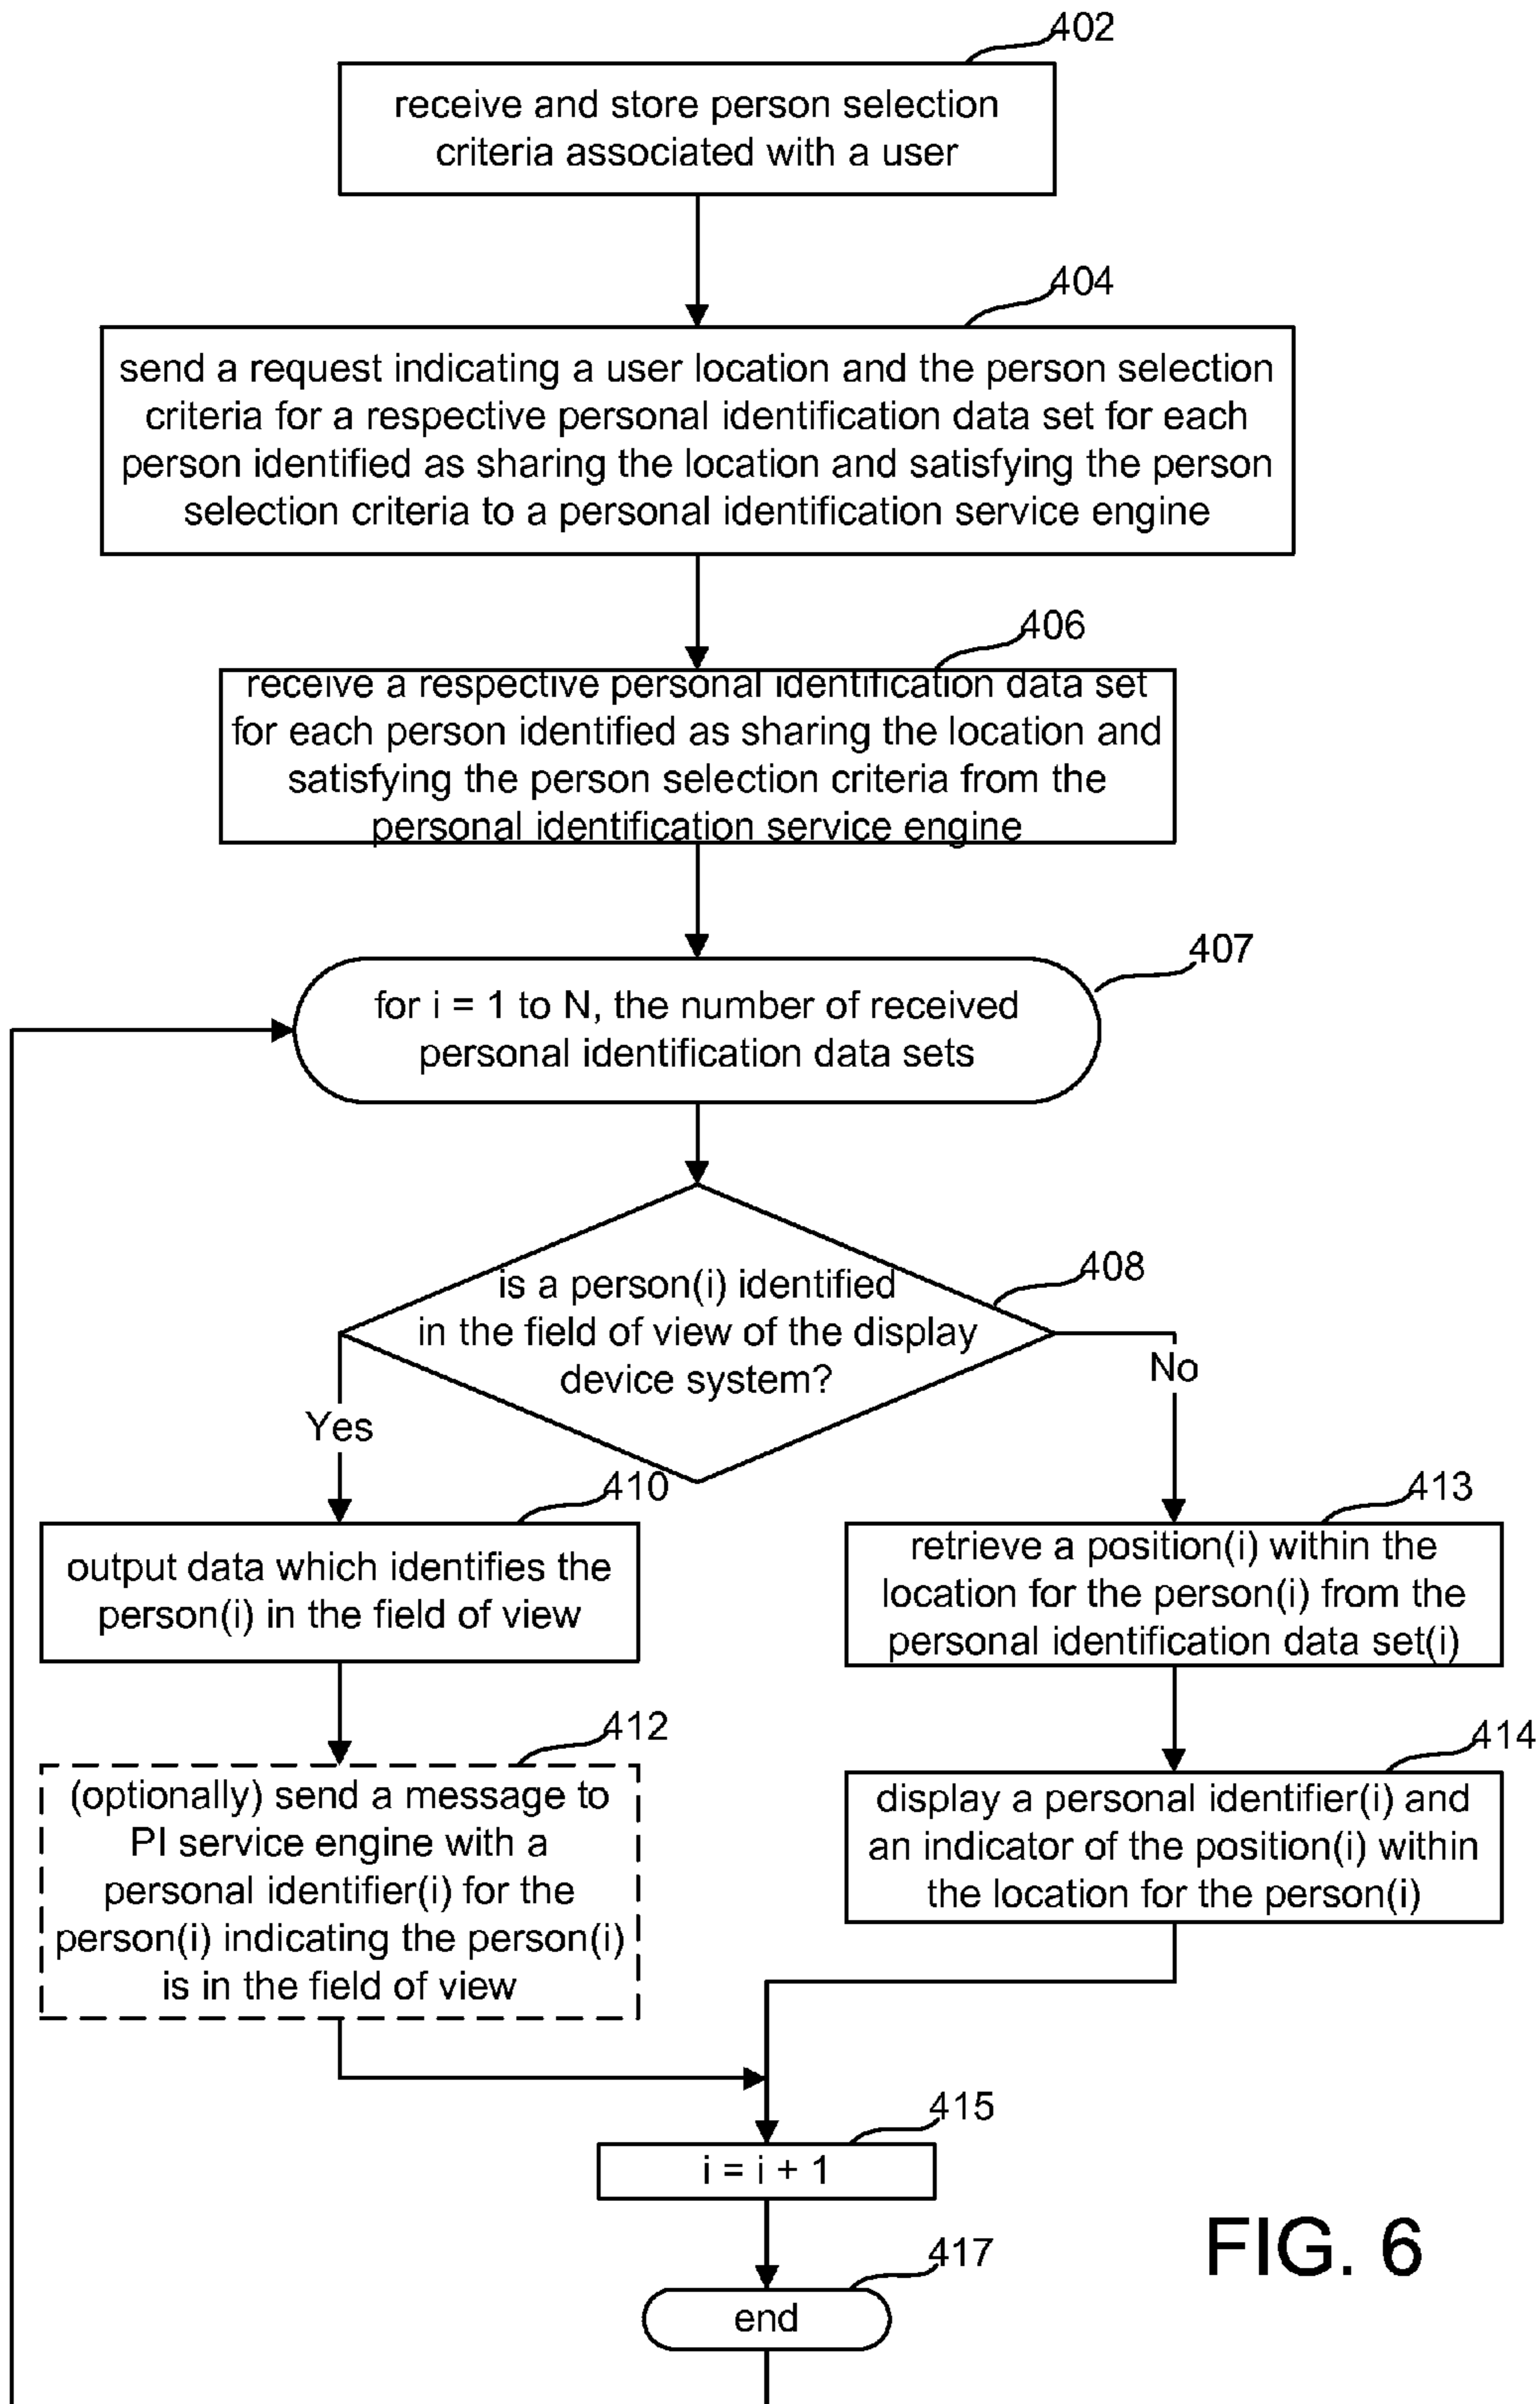 402
receive and store person selection
criteria associated with a user
404
send a request indicating a user location and the person selection
criteria for a respective personal identification data set for each
person identified as sharing the location and satisfying the person
selection criteria to a personal identification service engine
406
receive a respective personal identification data set
for each person identified as sharing the location and
satisfying the person selection criteria from the
personal identification service engine
407
for i = 1 to N, the number of received
personal identification data sets
408
is a person(i) identified
in the field of view of the display
device system?
No
Yes
410
output data which identifies the
person(i) in the field of view
413
retrieve a position(i) within the
location for the person(i) from the
personal identification data set(i)
412
(optionally) send a message to
PI service engine with a
personal identifier(i) for the
person(i) indicating the person(i)
is in the field of view
414
display a personal identifier(i) and
an indicator of the position(i) within
the location for the person(i)
415
i = i + 1
417
end
FIG. 6